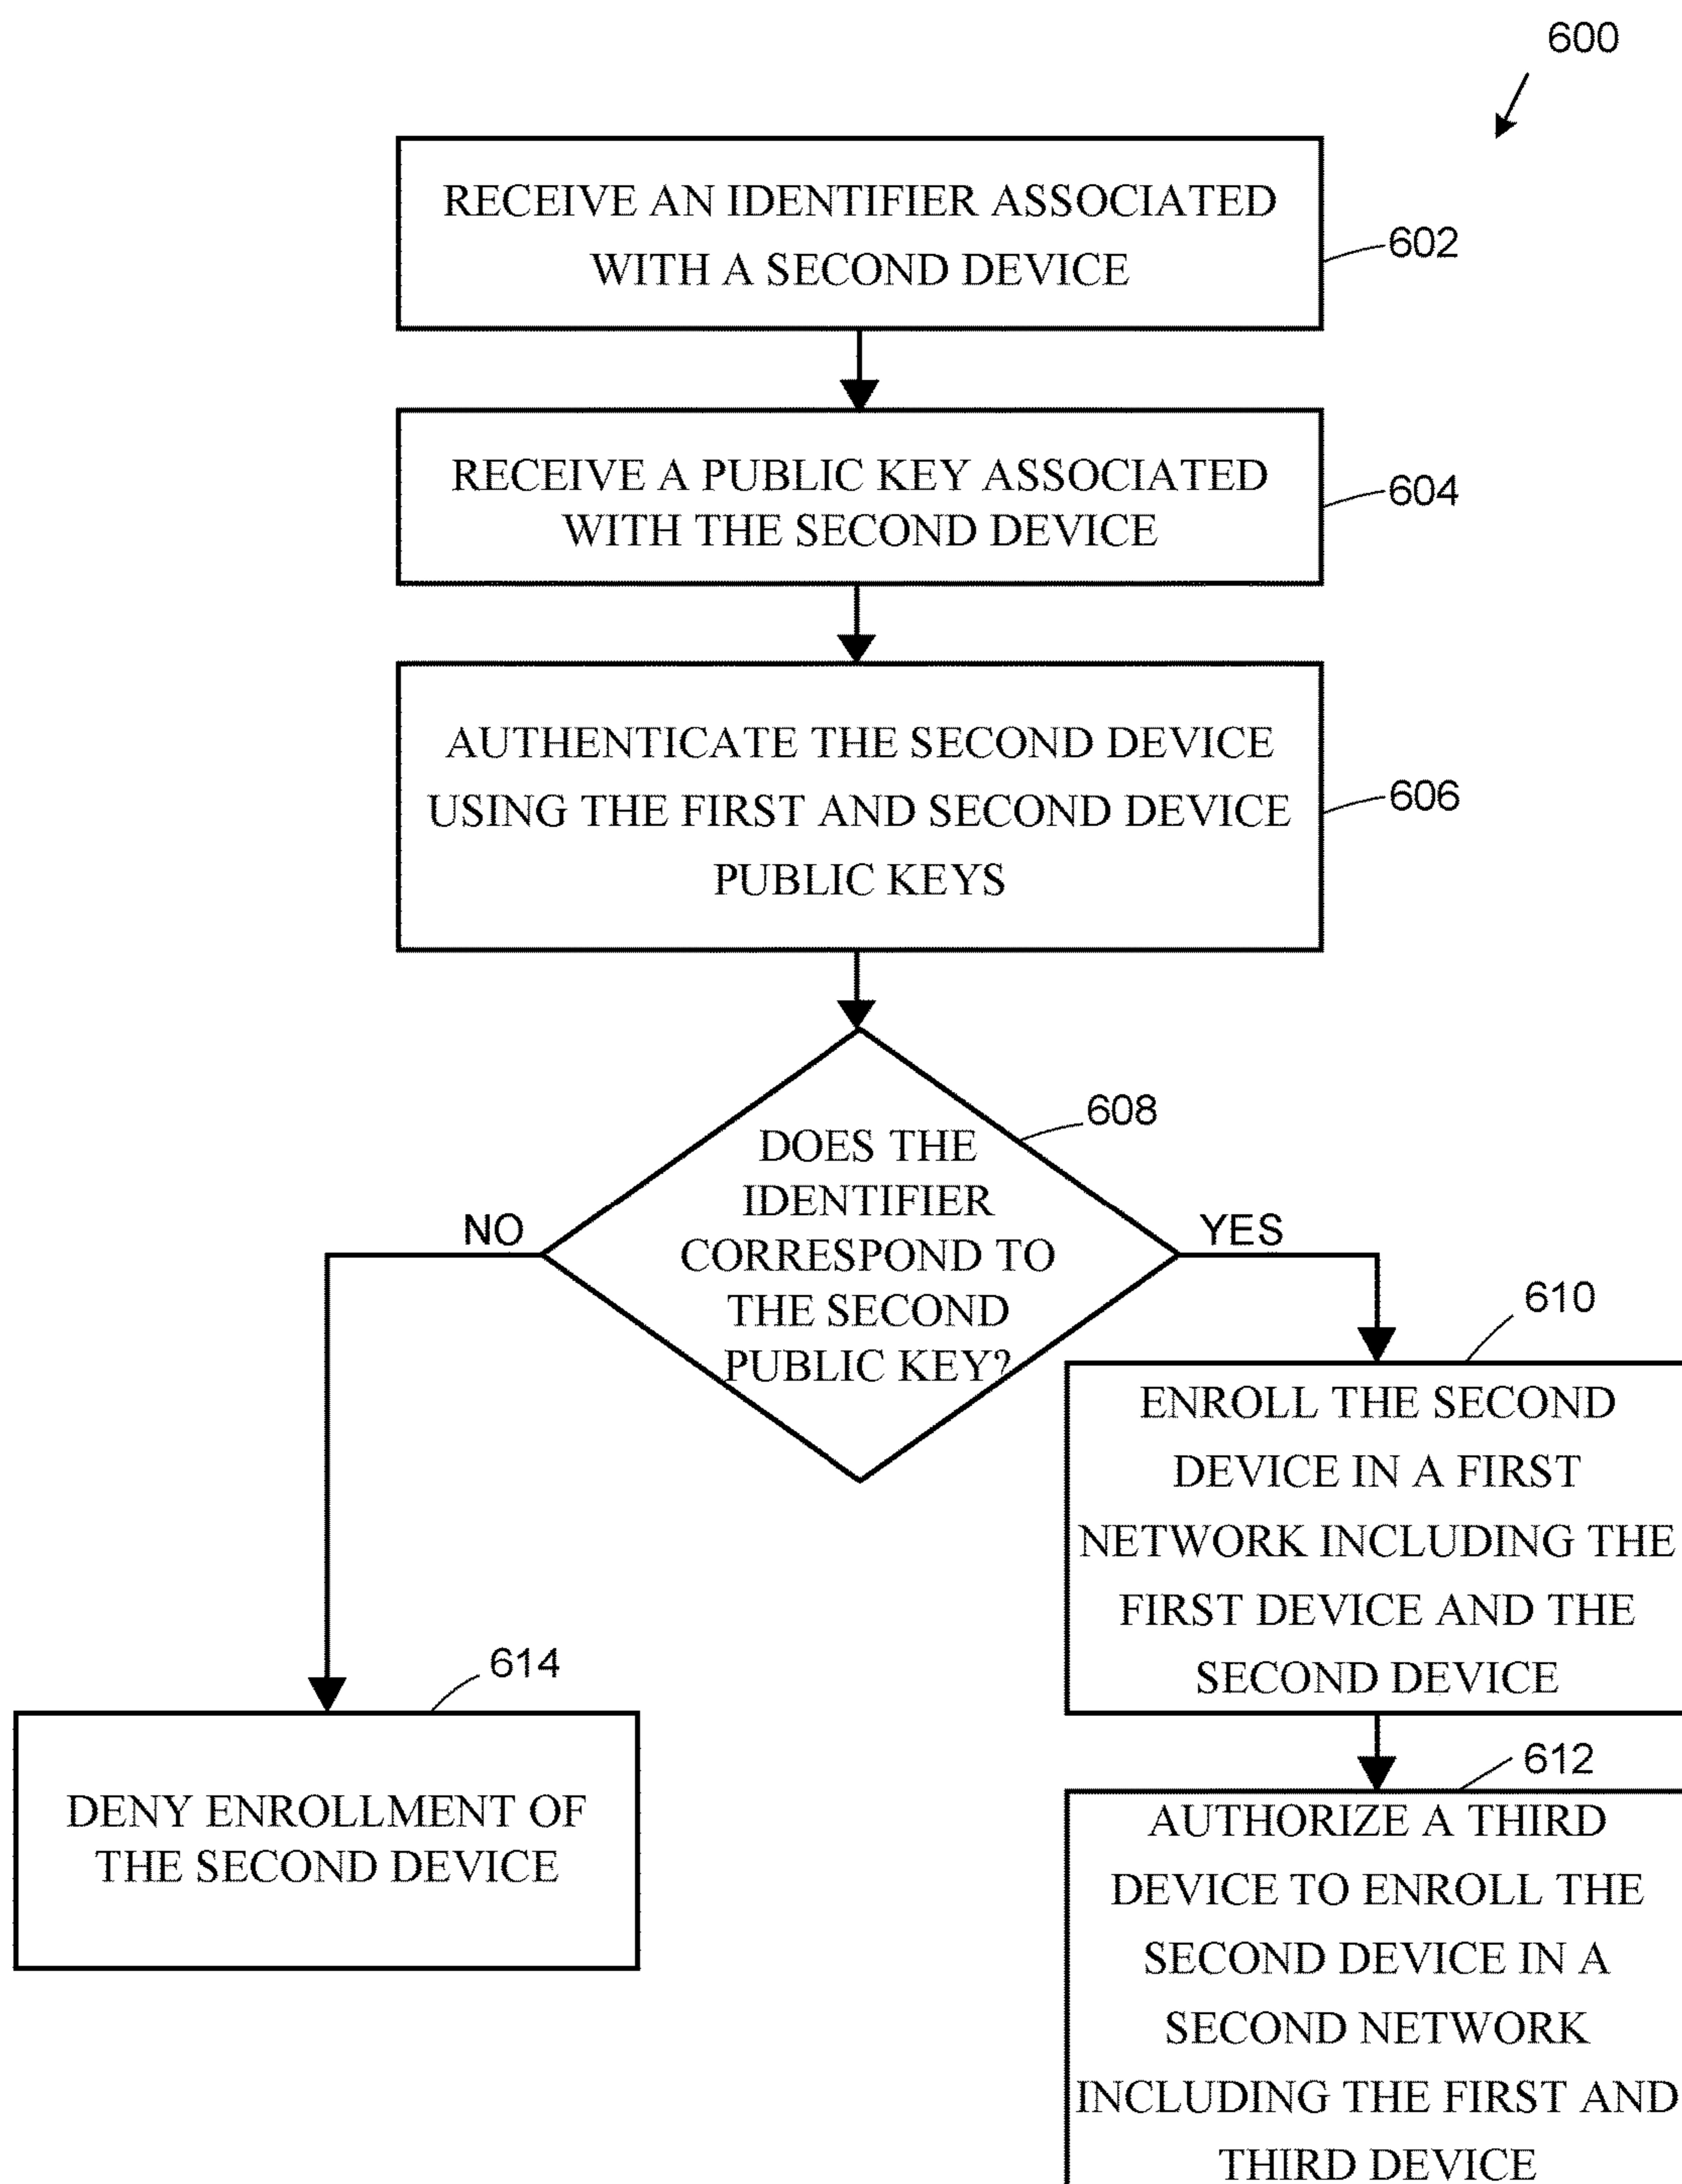 600
RECEIVE AN IDENTIFIER ASSOCIATED
WITH A SECOND DEVICE
602
RECEIVE A PUBLIC KEY ASSOCIATED
WITH THE SECOND DEVICE
604
AUTHENTICATE THE SECOND DEVICE
USING THE FIRST AND SECOND DEVICE
PUBLIC KEYS
606
608
DOES THE
IDENTIFIER
CORRESPOND TO
THE SECOND
PUBLIC KEY?
NO
YES
610
ENROLL THE SECOND
DEVICE IN A FIRST
NETWORK INCLUDING THE
FIRST DEVICE AND THE
SECOND DEVICE
614
DENY ENROLLMENT OF
THE SECOND DEVICE
612
AUTHORIZE A THIRD
DEVICE TO ENROLL THE
SECOND DEVICE IN A
SECOND NETWORK
INCLUDING THE FIRST AND
THIRD DEVICE